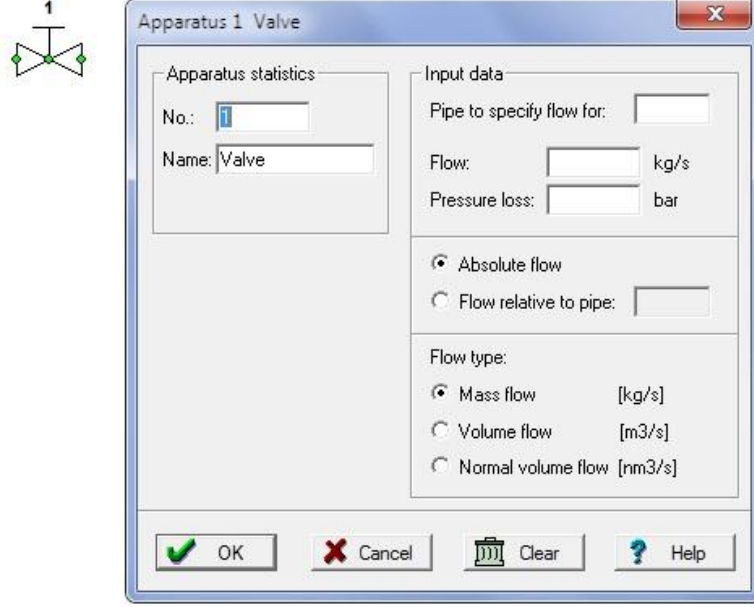 1
Apparatus 1 Valve
Apparatus statistics
No.: 1
Name: Valve
Input data
Pipe to specify flow for:
Flow: kg/s
Pressure loss: bar
Absolute flow
Flow relative to pipe:
Flow type:
Mass flow [kg/s]
Volume flow [m3/s]
Normal volume flow [nm3/s]
OK Cancel Clear Help